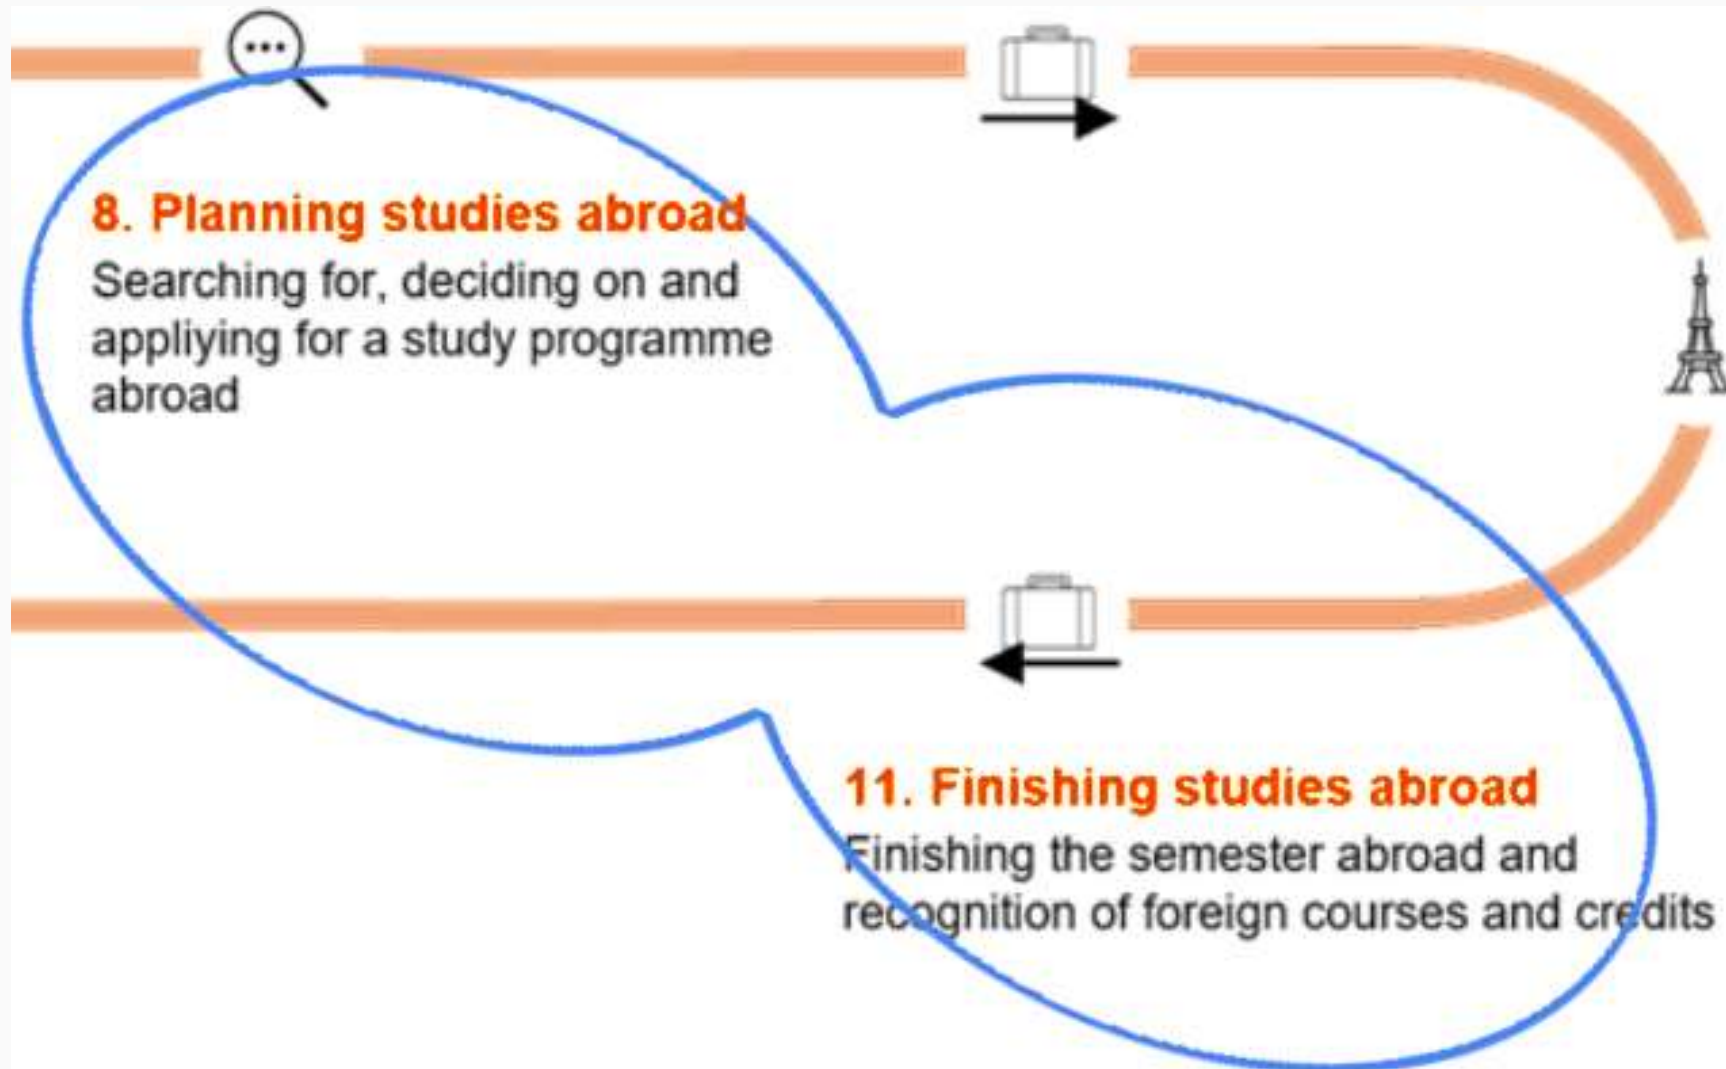 8. Planning studies abroad
Searching for, deciding on and
appliying for a study programme
abroad
11. Finishing studies abroad
Finishing the semester abroad and
recognition of foreign courses and credits